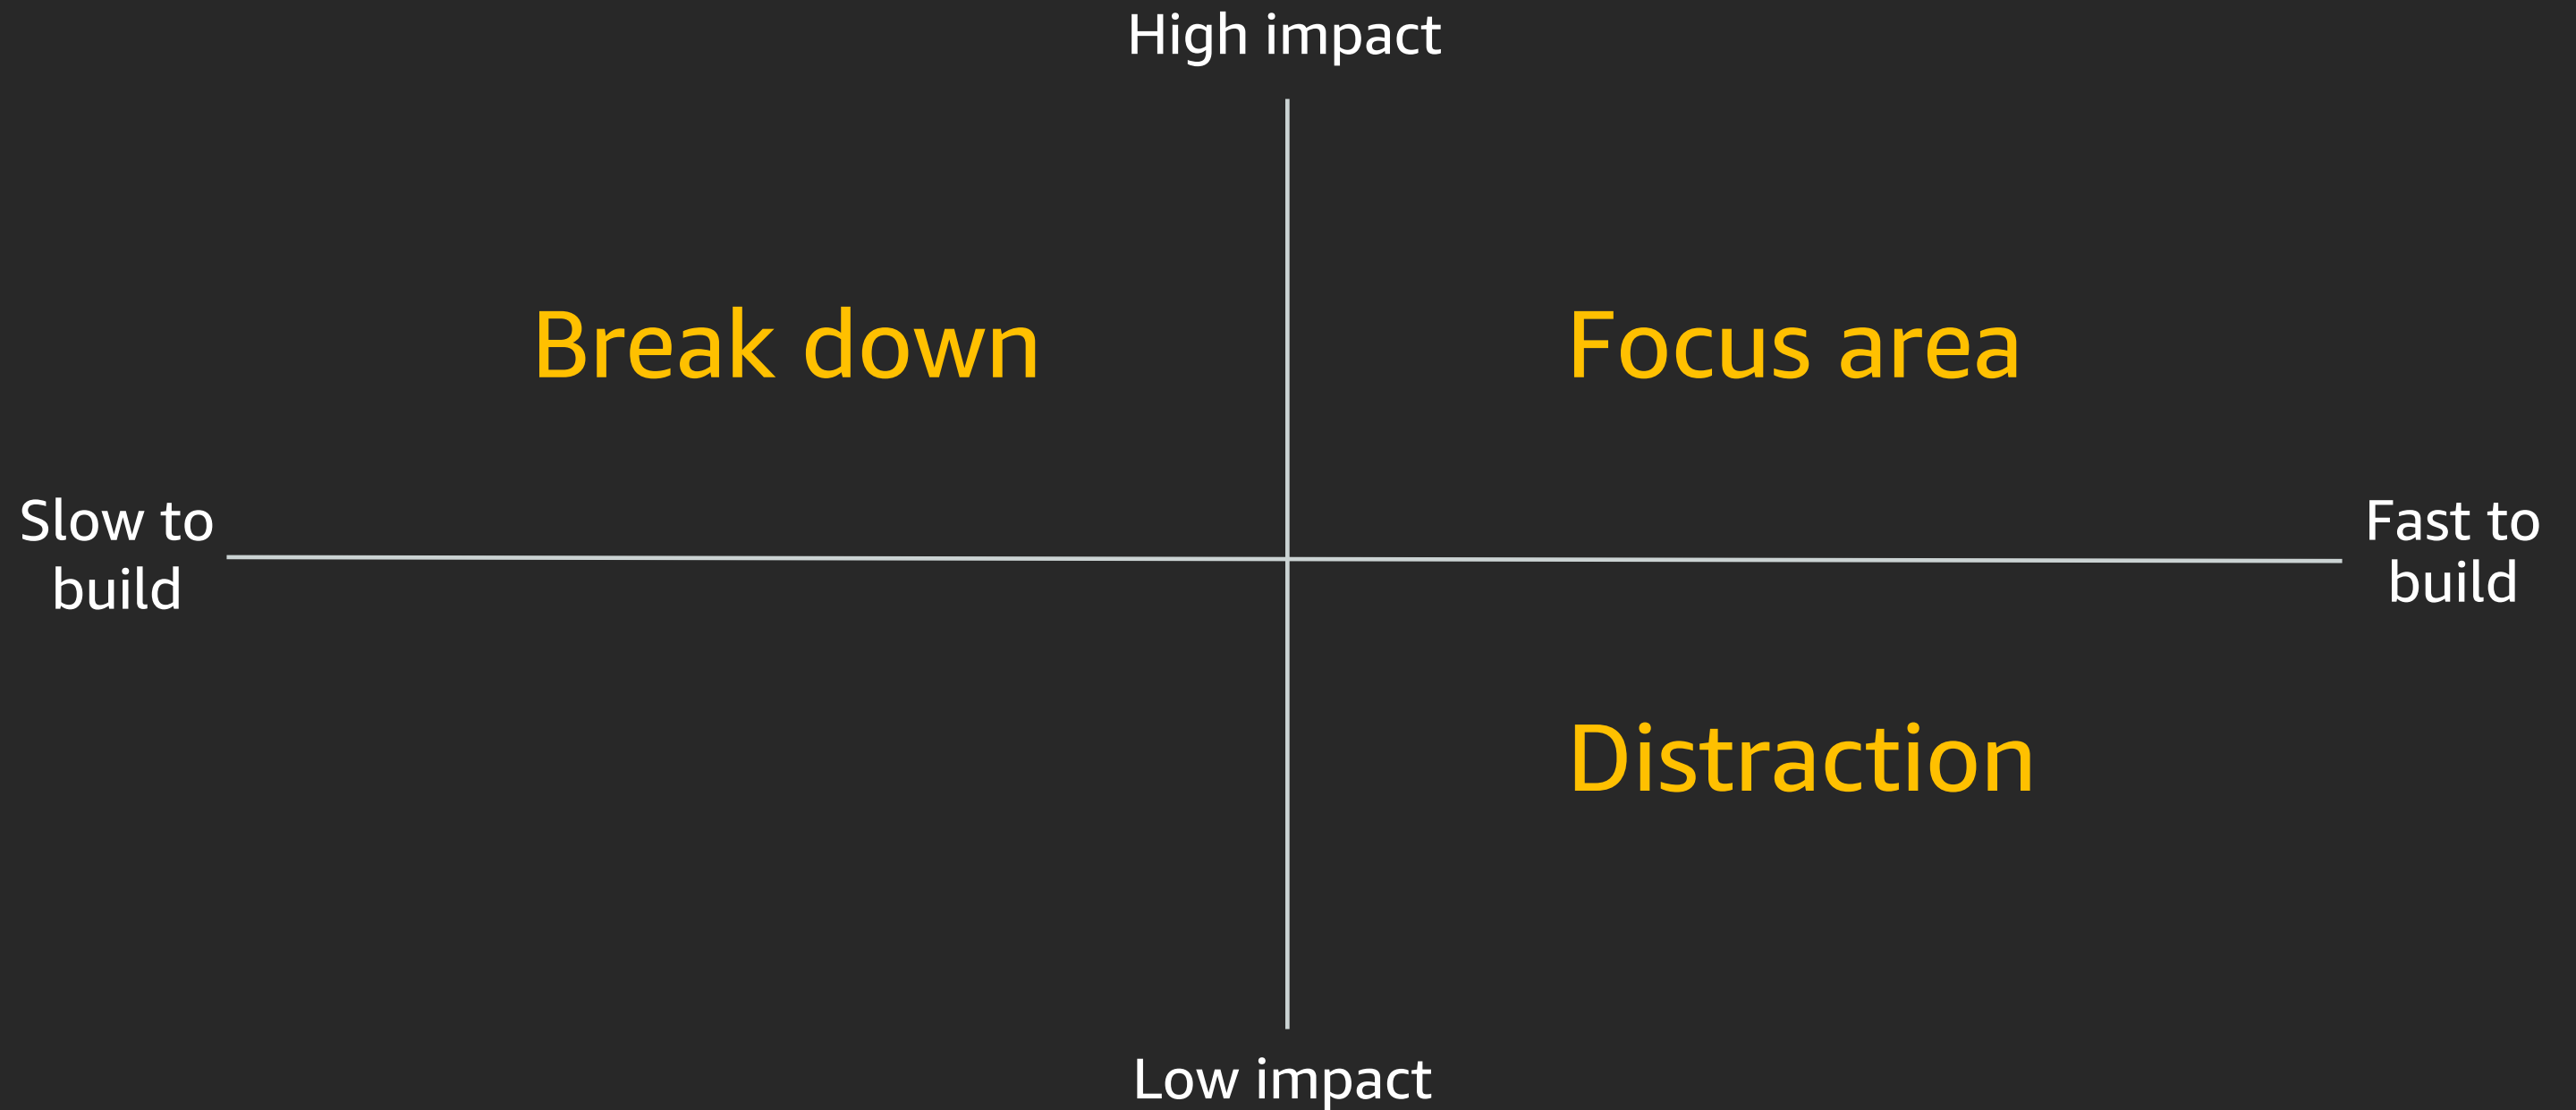 High impact
Break down
Focus area
Slow to
build
Fast to
build
Distraction
Low impact